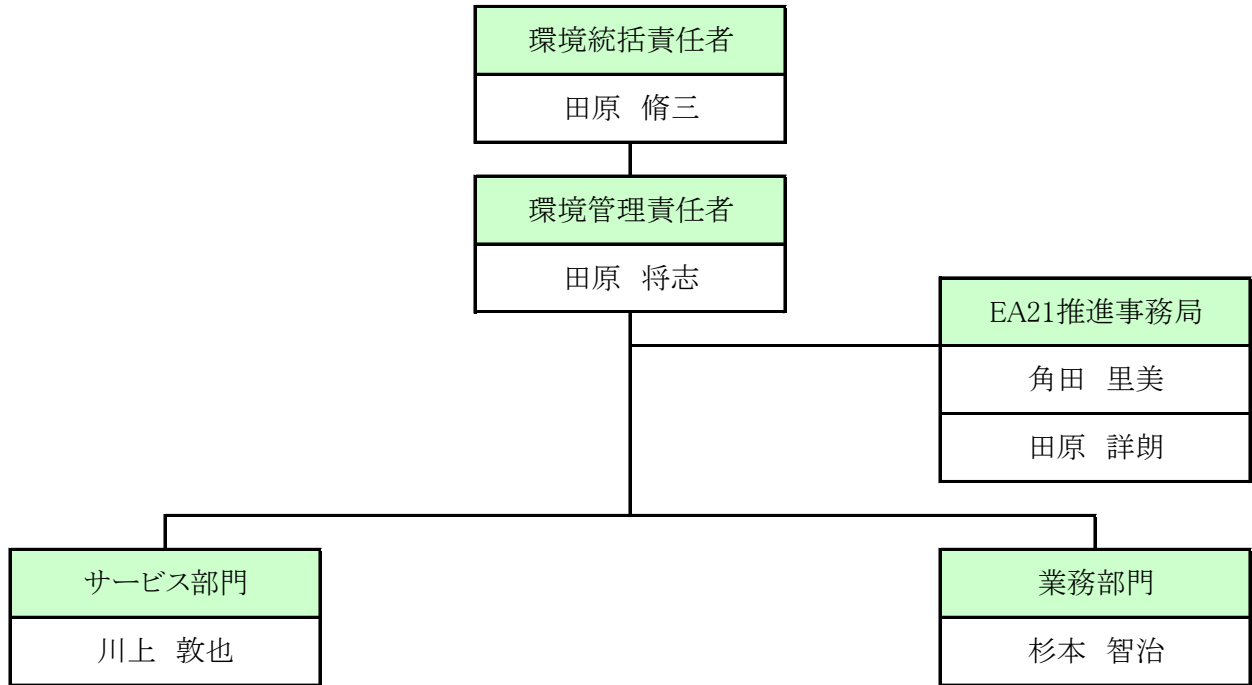 環境統括責任者
田原 脩三
環境管理責任者
田原 将志
EA21推進事務局
角田 里美
田原 詳朗
サービス部門
川上 敦也
業務部門
杉本 智治